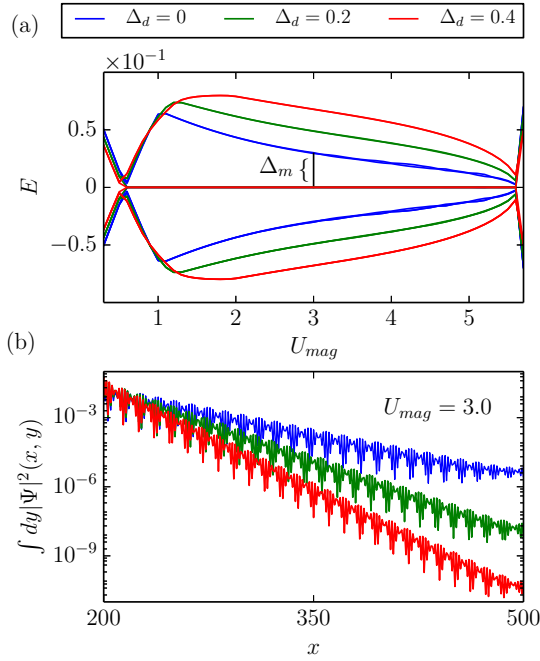 (a)
Δ_d = 0 Δ_d = 0.2 Δ_d = 0.4
×10⁻¹
0.5
0
−0.5
E
Δ_m {
1 2 3 4 5
U_mag
(b)
U_mag = 3.0
10⁻³
10⁻⁶
10⁻⁹
∫ dy|Ψ|²(x, y)
200 350 500
x